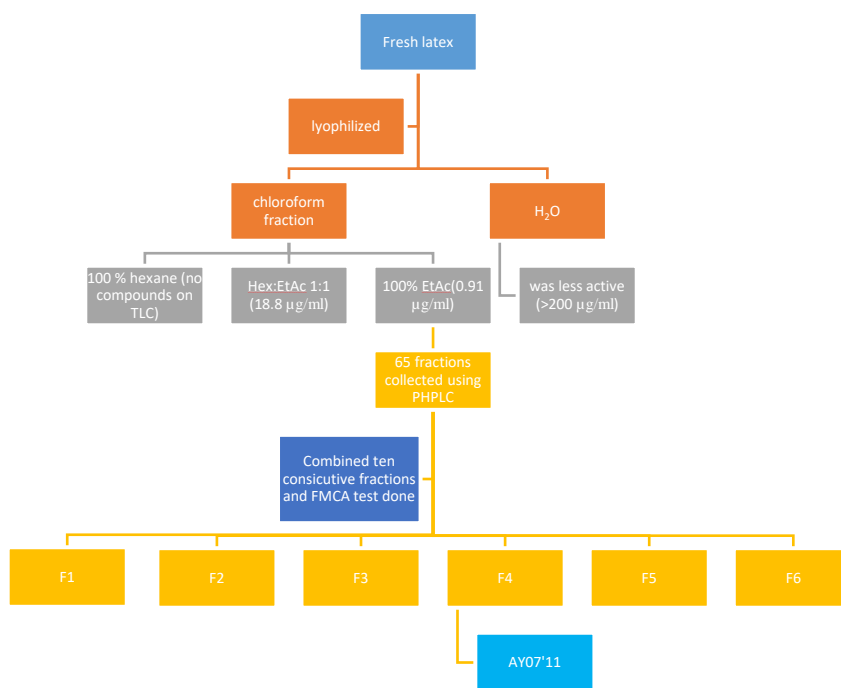 Fresh latex
lyophilized
chloroform
fraction
H₂O
100 % hexane (no
compounds on
TLC)
Hex:EtAc 1:1
(18.8 µg/ml)
100% EtAc(0.91
µg/ml)
was less active
(>200 µg/ml)
65 fractions
collected using
PHPLC
Combined ten
consicutive fractions
and FMCA test done
F1
F2
F3
F4
F5
F6
AY07'11